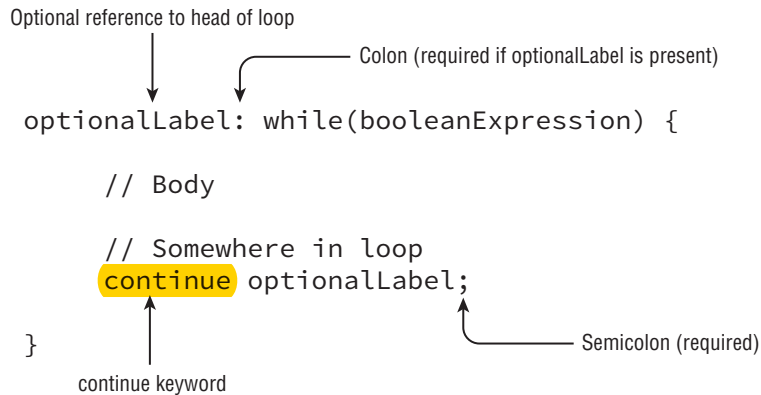 Optional reference to head of loop
Colon (required if optionalLabel is present)
optionalLabel: while(booleanExpression) {
// Body
// Somewhere in loop
continue optionalLabel;
}
Semicolon (required)
continue keyword